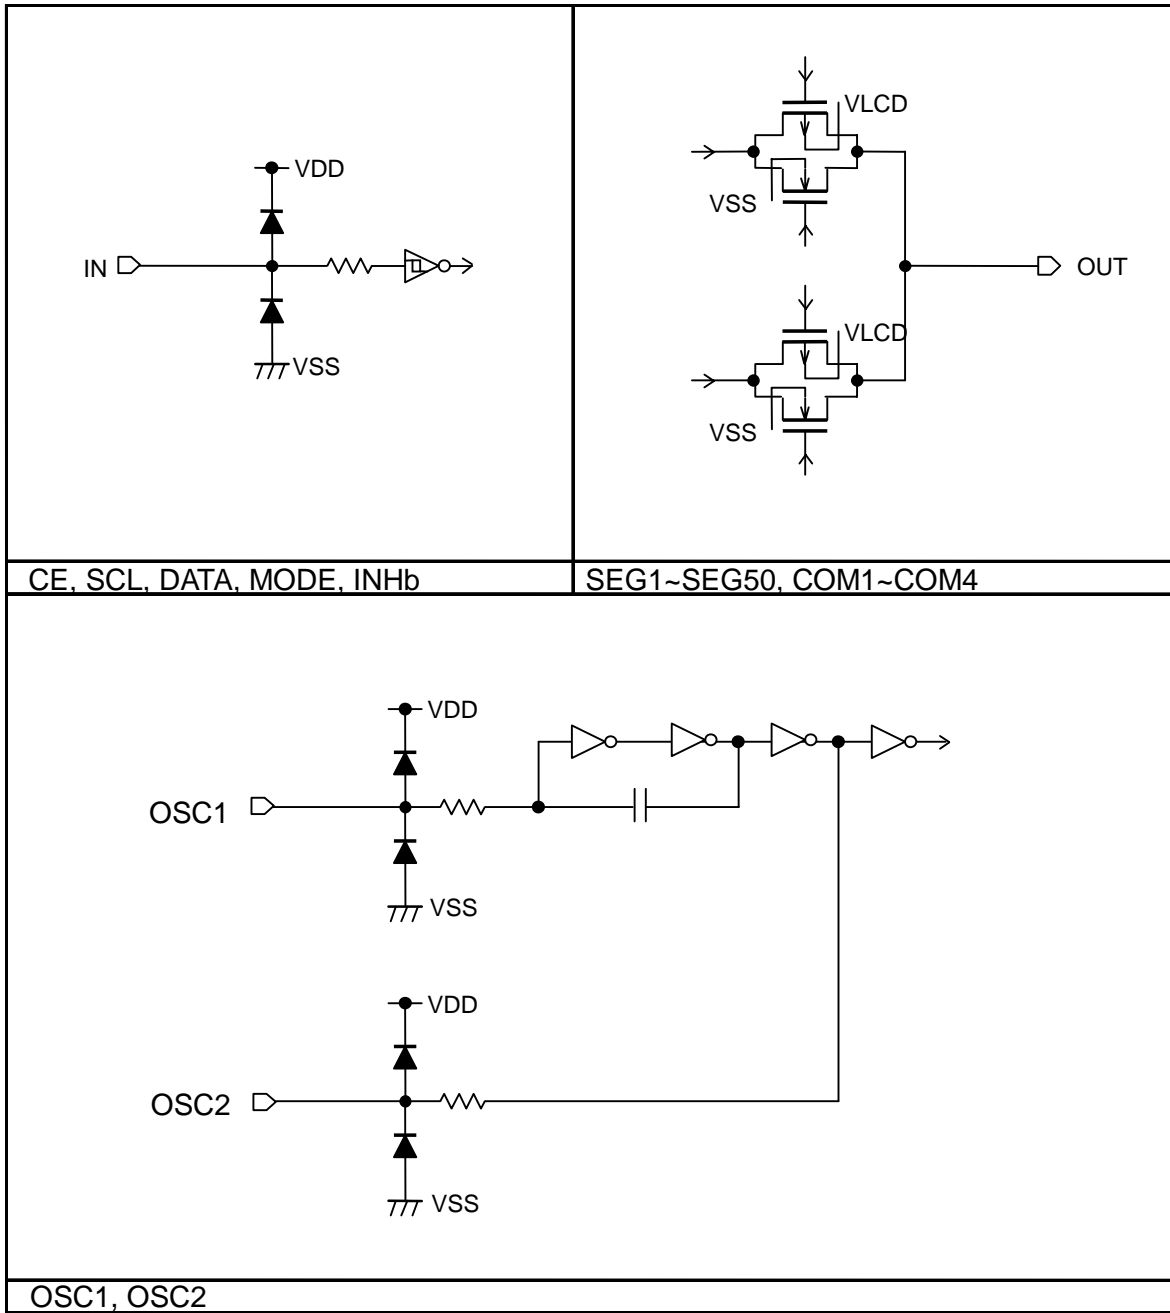 VDD
IN
VSS
CE, SCL, DATA, MODE, INHb
VLCD
VSS
OUT
VLCD
VSS
SEG1~SEG50, COM1~COM4
VDD
OSC1
VSS
VDD
OSC2
VSS
OSC1, OSC2